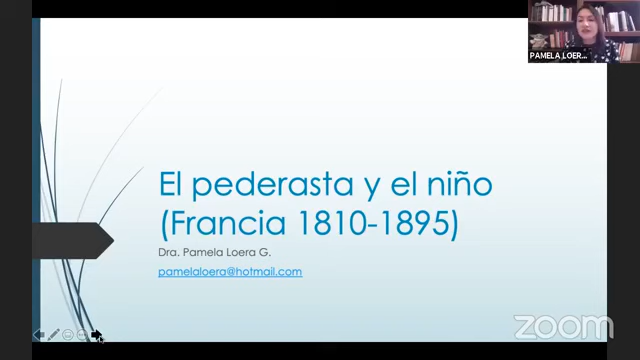 PAMELA LOER...
El pederasta y el niño
(Francia 1810-1895)
Dra. Pamela Loera G.
pamelaloera@hotmail.com
zoom